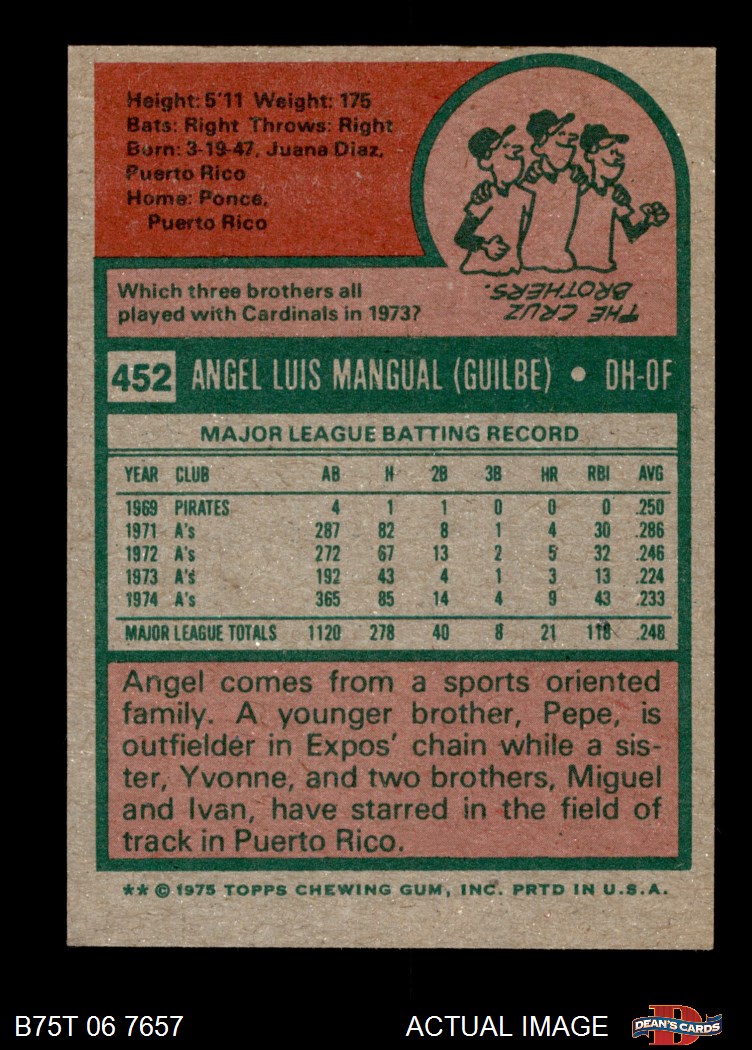 Height: 5'11 Weight: 175
Bats: Right Throws: Right
Born: 3-19-47, Juana Diaz,
Puerto Rico
Home: Ponce,
Puerto Rico
Which three brothers all
played with Cardinals in 1973?
THE CRUZ
BROTHERS.
452 ANGEL LUIS MANGUAL (GUILBE) • DH-OF
MAJOR LEAGUE BATTING RECORD
YEAR CLUB AB H 2B 3B HR RBI AVG
1969 PIRATES 4 1 1 0 0 0 .250
1971 A's 287 82 8 1 4 30 .286
1972 A's 272 67 13 2 5 32 .246
1973 A's 192 43 4 1 3 13 .224
1974 A's 365 85 14 4 9 43 .233
MAJOR LEAGUE TOTALS 1120 278 40 8 21 118 .248
Angel comes from a sports oriented
family. A younger brother, Pepe, is
outfielder in Expos' chain while a sis-
ter, Yvonne, and two brothers, Miguel
and Ivan, have starred in the field of
track in Puerto Rico.
** © 1975 TOPPS CHEWING GUM, INC. PRTD IN U.S.A.
B75T 06 7657 ACTUAL IMAGE
D
DEAN'S CARDS